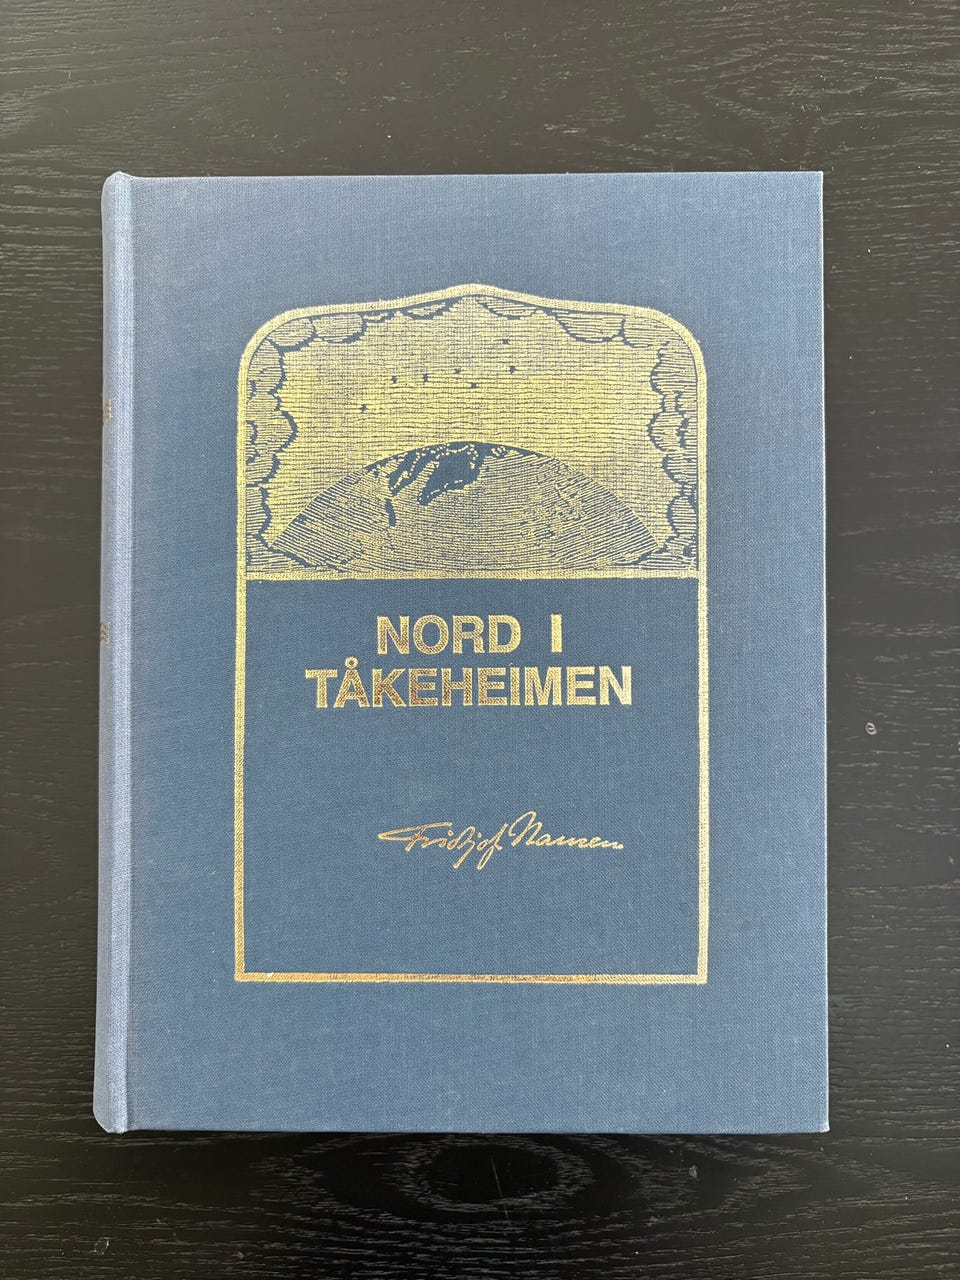 NORD I
TÅKEHEIMEN
Fridtjof Nansen